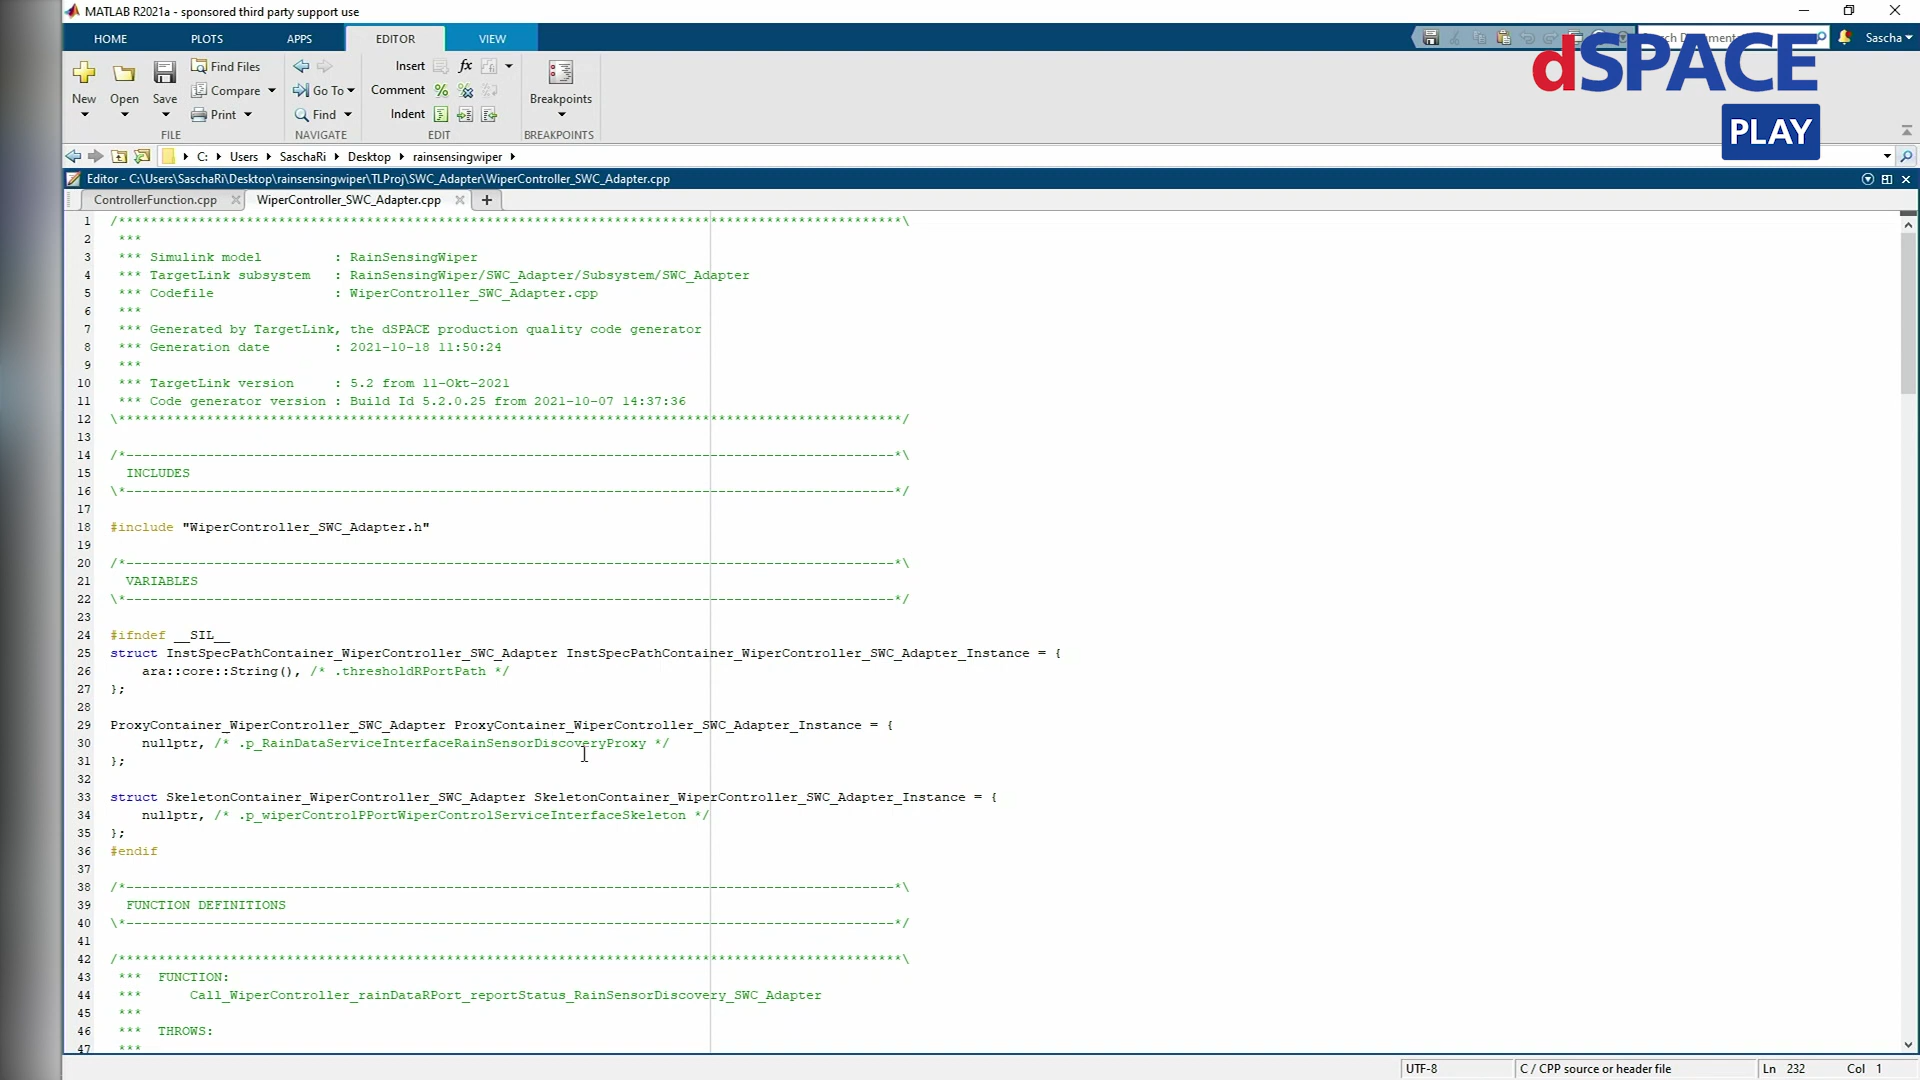 MATLAB R2021a - sponsored third party support use
HOME PLOTS APPS EDITOR VIEW
Sascha
dSPACE
PLAY
New Open Save Find Files Compare Print
Go To Find
Insert Comment Indent
Breakpoints
FILE NAVIGATE EDIT BREAKPOINTS
C: Users SaschaRi Desktop rainsensingwiper
Editor - C:\Users\SaschaRi\Desktop\rainsensingwiper\TLProj\SWC_Adapter\WiperController_SWC_Adapter.cpp
ControllerFunction.cpp WiperController_SWC_Adapter.cpp
1 /**************************************************************************************************\
2 ***
3 *** Simulink model : RainSensingWiper
4 *** TargetLink subsystem : RainSensingWiper/SWC_Adapter/Subsystem/SWC_Adapter
5 *** Codefile : WiperController_SWC_Adapter.cpp
6 ***
7 *** Generated by TargetLink, the dSPACE production quality code generator
8 *** Generation date : 2021-10-18 11:50:24
9 ***
10 *** TargetLink version : 5.2 from 11-Okt-2021
11 *** Code generator version : Build Id 5.2.0.25 from 2021-10-07 14:37:36
12 \**************************************************************************************************/
13
14 /*------------------------------------------------------------------------------------------------*\
15 INCLUDES
16 \*------------------------------------------------------------------------------------------------*/
17
18 #include "WiperController_SWC_Adapter.h"
19
20 /*------------------------------------------------------------------------------------------------*\
21 VARIABLES
22 \*------------------------------------------------------------------------------------------------*/
23
24 #ifndef __SIL__
25 struct InstSpecPathContainer_WiperController_SWC_Adapter InstSpecPathContainer_WiperController_SWC_Adapter_Instance = {
26 ara::core::String(), /* .thresholdRPortPath */
27 };
28
29 ProxyContainer_WiperController_SWC_Adapter ProxyContainer_WiperController_SWC_Adapter_Instance = {
30 nullptr, /* .p_RainDataServiceInterfaceRainSensorDiscoveryProxy */
31 };
32
33 struct SkeletonContainer_WiperController_SWC_Adapter SkeletonContainer_WiperController_SWC_Adapter_Instance = {
34 nullptr, /* .p_wiperControlPPortWiperControlServiceInterfaceSkeleton */
35 };
36 #endif
37
38 /*------------------------------------------------------------------------------------------------*\
39 FUNCTION DEFINITIONS
40 \*------------------------------------------------------------------------------------------------*/
41
42 /**************************************************************************************************\
43 *** FUNCTION:
44 *** Call_WiperController_rainDataRPort_reportStatus_RainSensorDiscovery_SWC_Adapter
45 ***
46 *** THROWS:
47 ***
UTF-8 C / CPP source or header file Ln 232 Col 1